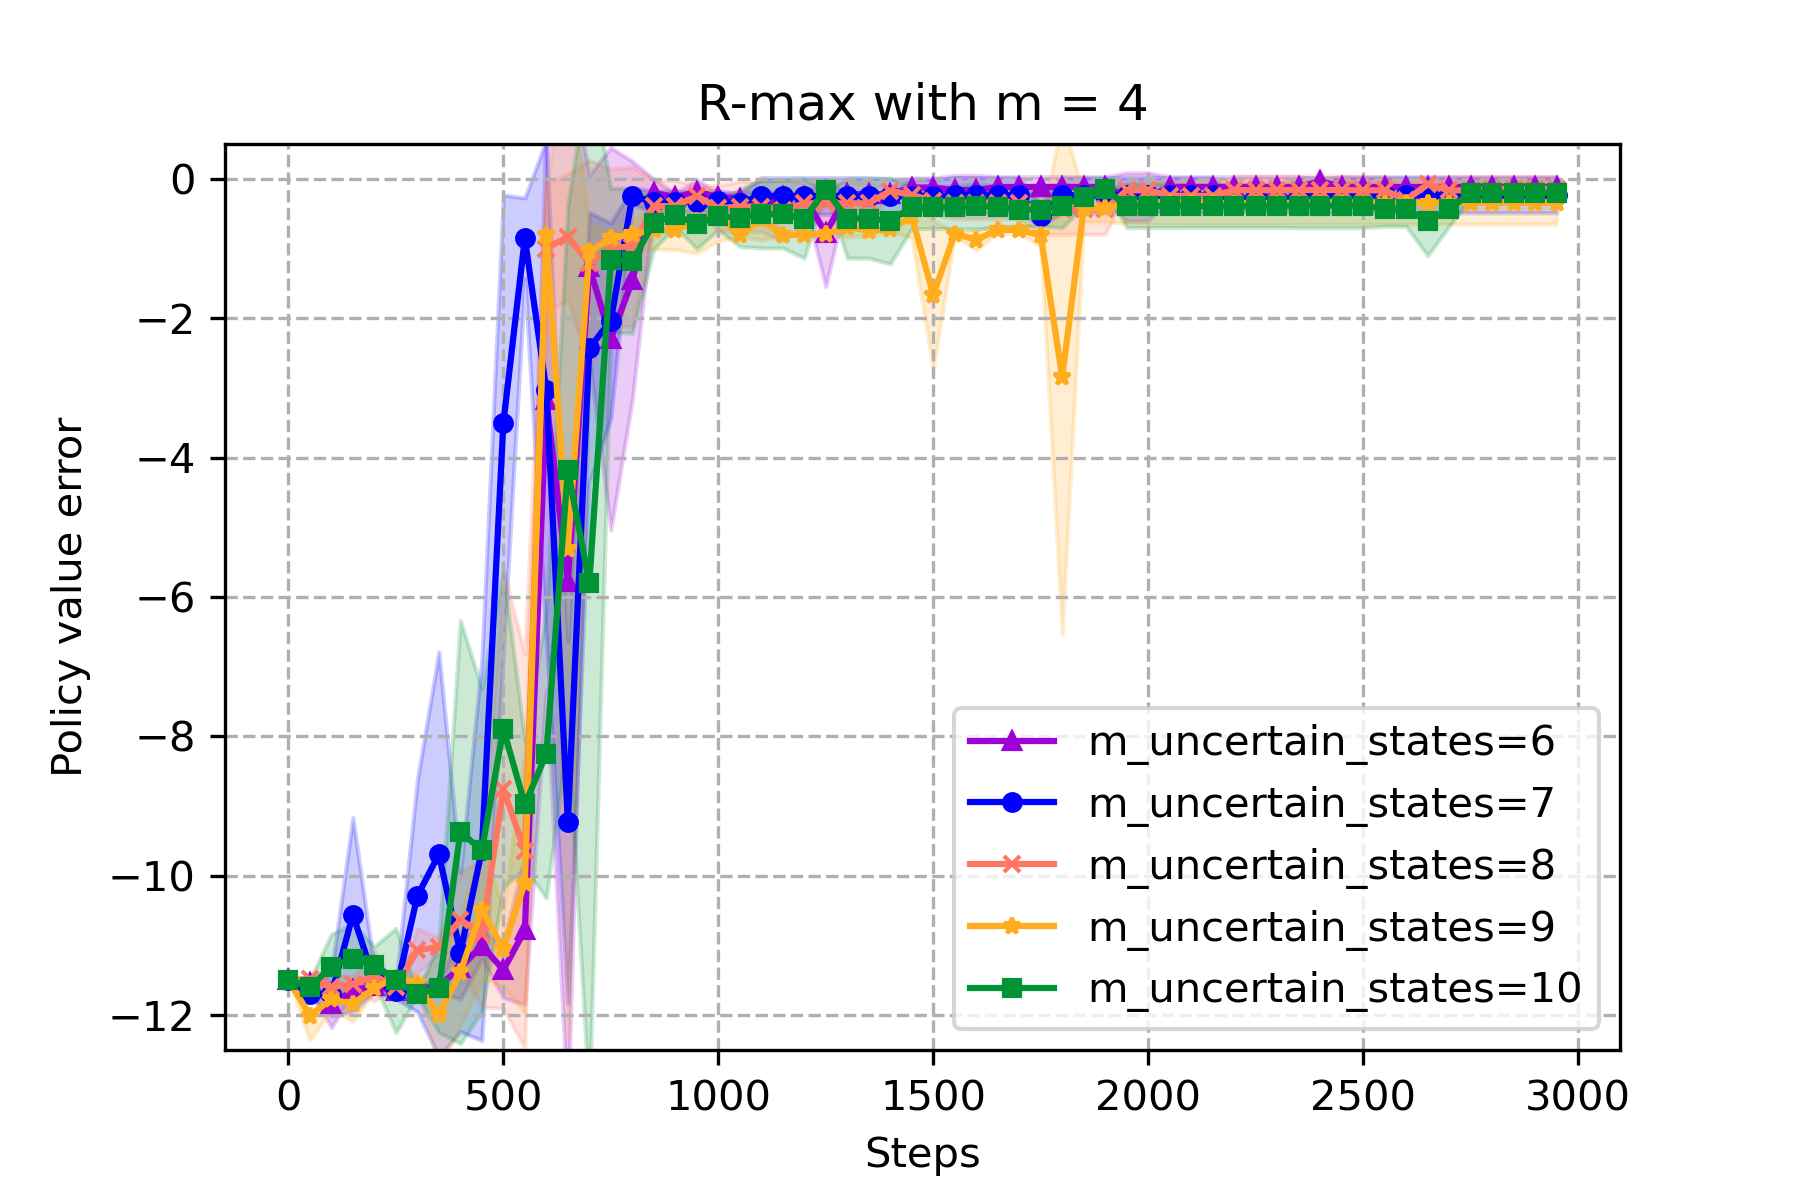 R-max with m = 4
0
−2
−4
−6
−8
−10
−12
Policy value error
m_uncertain_states=6
m_uncertain_states=7
m_uncertain_states=8
m_uncertain_states=9
m_uncertain_states=10
0 500 1000 1500 2000 2500 3000
Steps